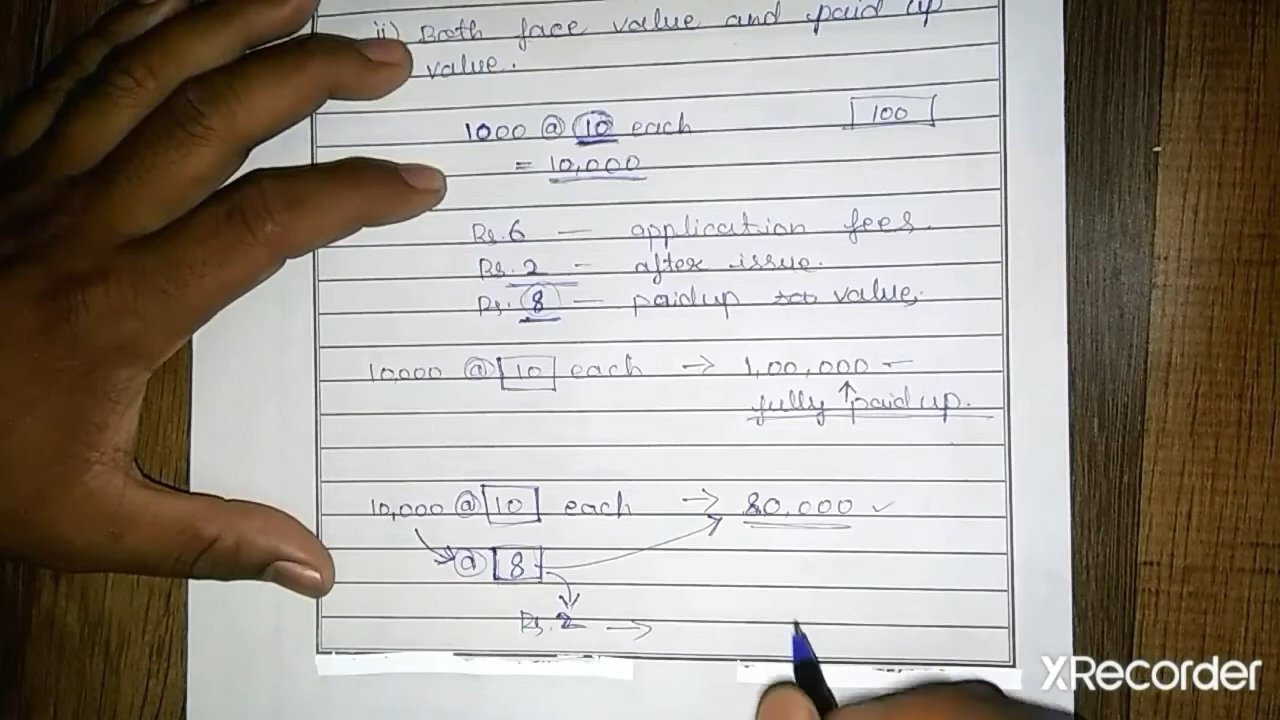 ii) Both face value and paid up
value.
1000 @ 10 each
100
= 10,000
Rs. 6 — application fees.
Rs. 2 - after issue.
Rs. 8 — paidup value.
10,000 @ 10 each → 1,00,000 —
↑
fully paid up.
10,000 @ 10 each → 80,000 ✓
@ 8
Rs. 2 →
XRecorder